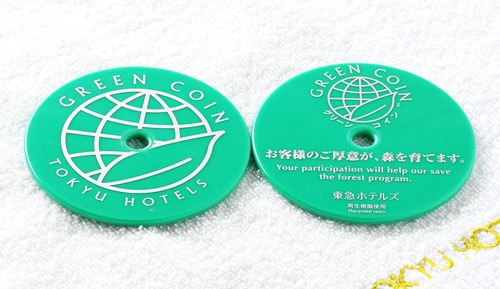 GREEN COIN
TOKYU HOTELS
GREEN COIN
グリーン コイン
お客様のご厚意が、森を育てます。
Your participation will help our save
the forest program.
東急ホテルズ
再生樹脂使用
Recycled resin
TOKYU HOT